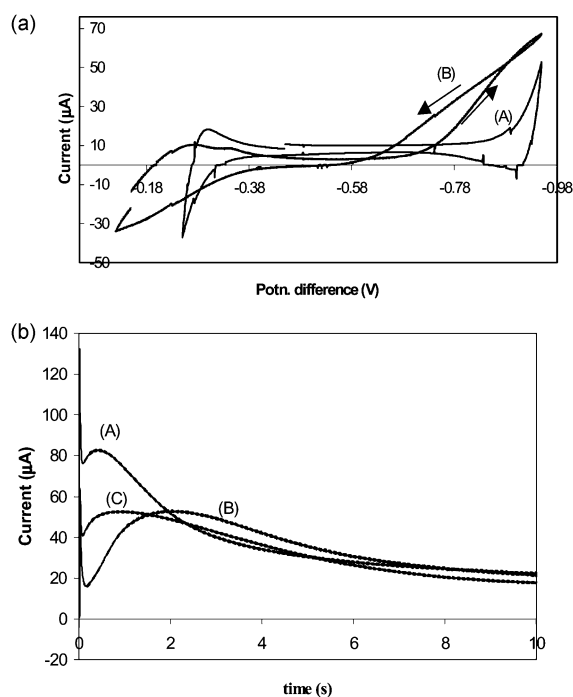 (a)
70
50
30
10
-10
-30
-50
Current (µA)
(B)
(A)
-0.18 -0.38 -0.58 -0.78 -0.98
Potn. difference (V)
(b)
140
120
100
80
60
40
20
0
-20
Current (µA)
(A)
(C)
(B)
0 2 4 6 8 10
time (s)